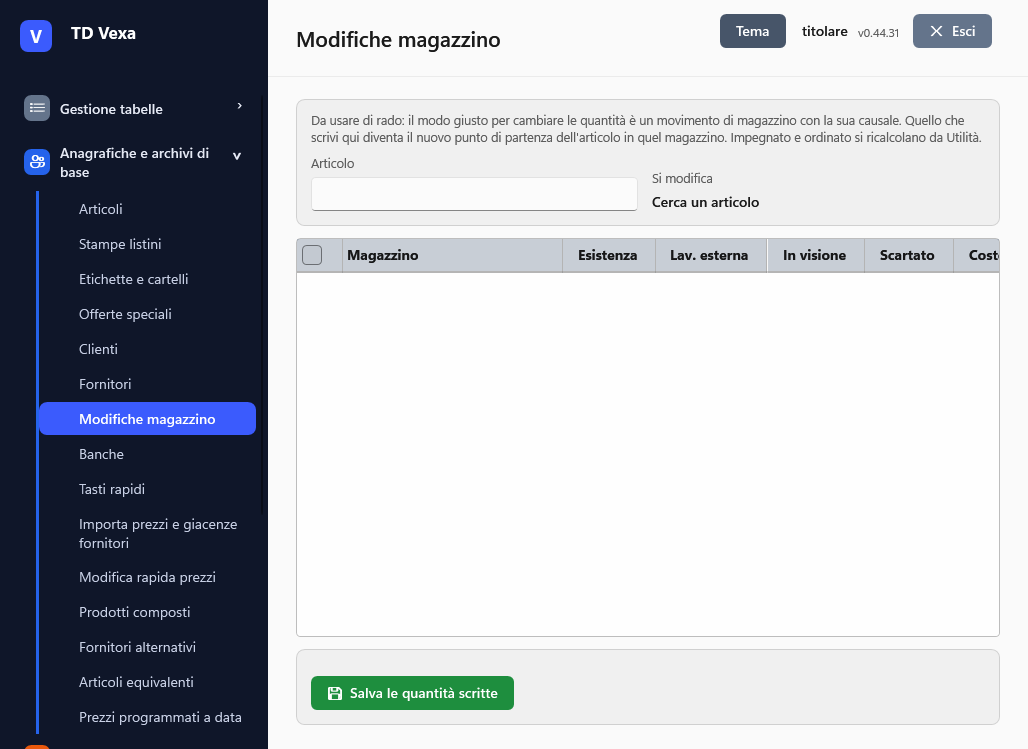 V
TD Vexa
Gestione tabelle
Anagrafiche e archivi di
base
Articoli
Stampe listini
Etichette e cartelli
Offerte speciali
Clienti
Fornitori
Modifiche magazzino
Banche
Tasti rapidi
Importa prezzi e giacenze
fornitori
Modifica rapida prezzi
Prodotti composti
Fornitori alternativi
Articoli equivalenti
Prezzi programmati a data
Modifiche magazzino
Tema
titolare
v0.44.31
Esci
Da usare di rado: il modo giusto per cambiare le quantità è un movimento di magazzino con la sua causale. Quello che
scrivi qui diventa il nuovo punto di partenza dell'articolo in quel magazzino. Impegnato e ordinato si ricalcolano da Utilità.
Articolo
Si modifica
Cerca un articolo
Magazzino
Esistenza
Lav. esterna
In visione
Scartato
Salva le quantità scritte